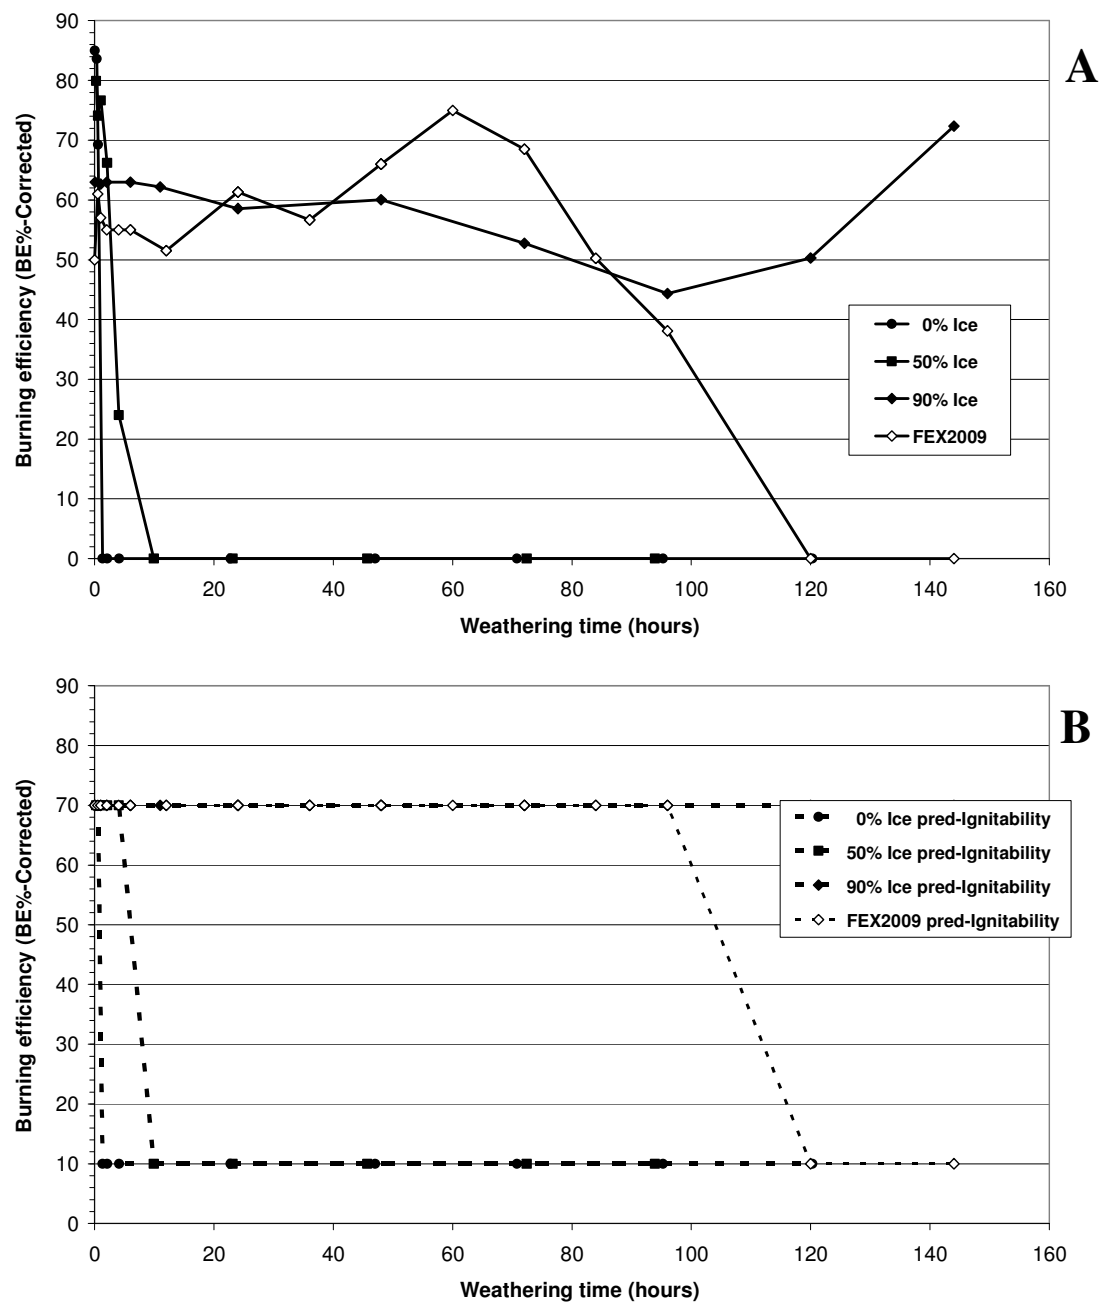 A
90
80
70
60
50
40
30
20
10
0
Burning efficiency (BE%-Corrected)
0% Ice
50% Ice
90% Ice
FEX2009
0 20 40 60 80 100 120 140 160
Weathering time (hours)
B
90
80
70
60
50
40
30
20
10
0
Burning efficiency (BE%-Corrected)
0% Ice pred-Ignitability
50% Ice pred-Ignitability
90% Ice pred-Ignitability
FEX2009 pred-Ignitability
0 20 40 60 80 100 120 140 160
Weathering time (hours)